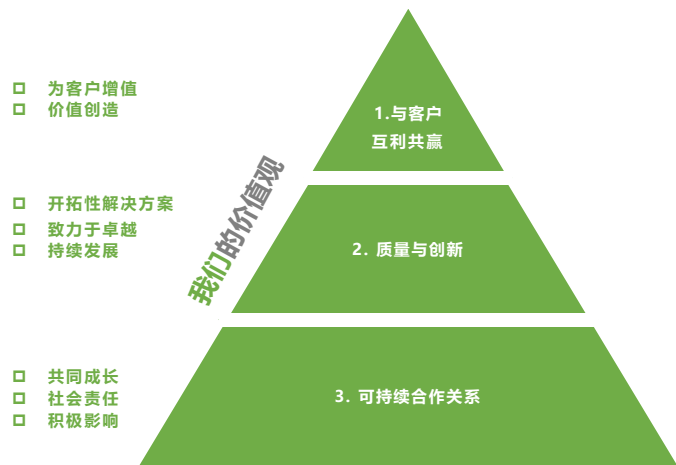 为客户增值
价值创造
1.与客户
互利共赢
我们的价值观
开拓性解决方案
致力于卓越
持续发展
2. 质量与创新
共同成长
社会责任
积极影响
3. 可持续合作关系